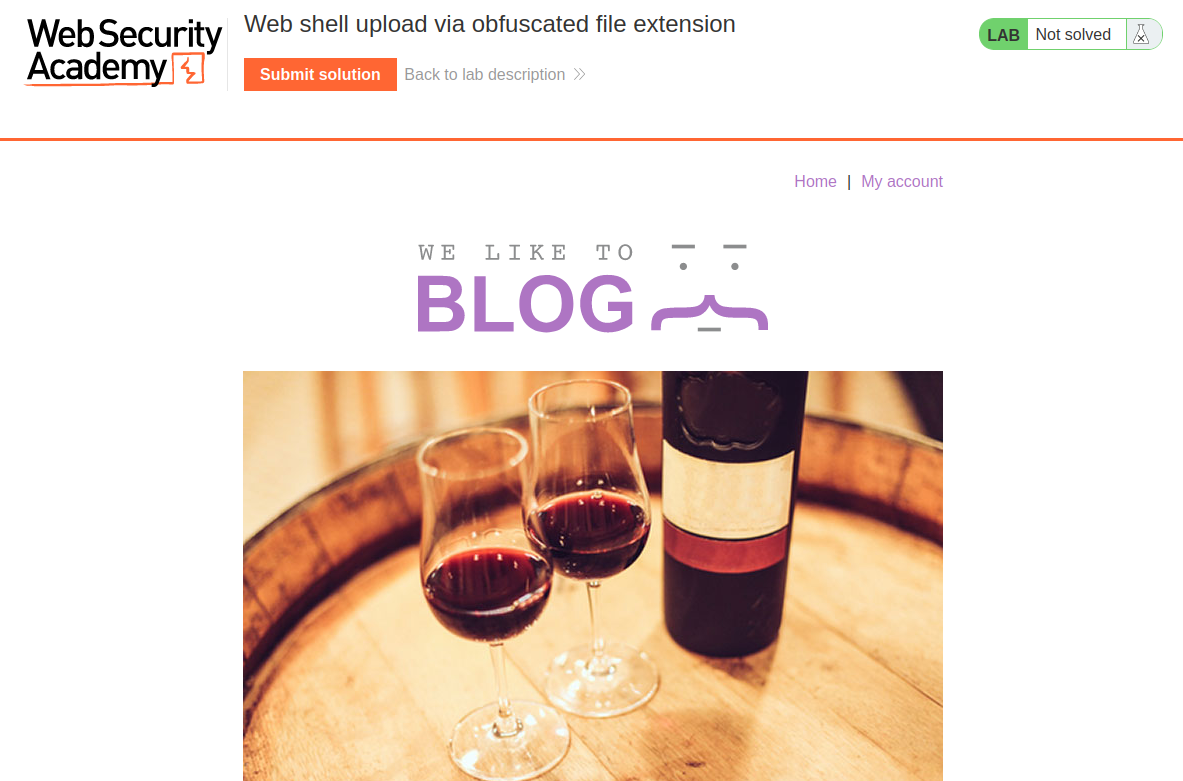 Web Security
Academy
Web shell upload via obfuscated file extension
Submit solution
Back to lab description
LAB
Not solved
Home | My account
WE LIKE TO
BLOG